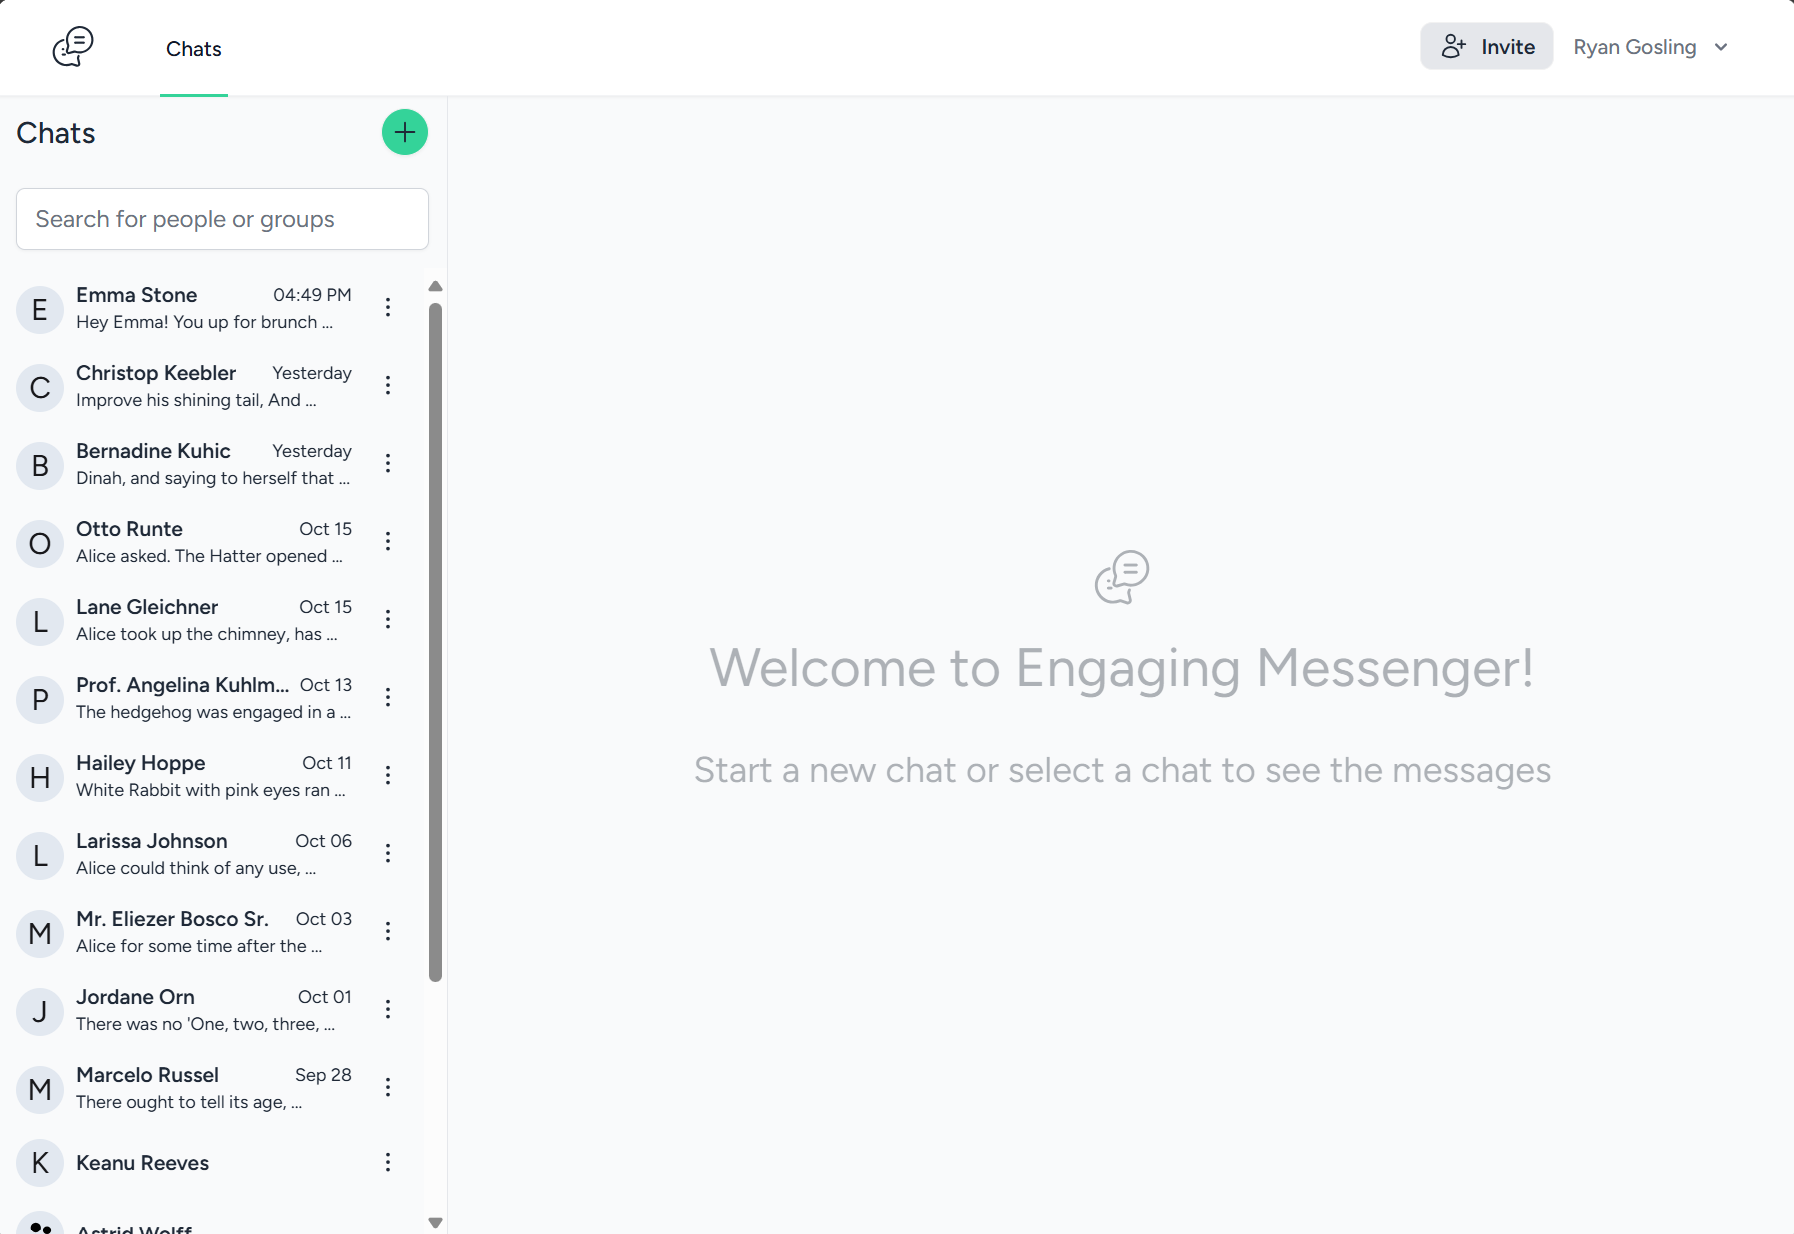 Chats
Invite
Ryan Gosling
Chats
Search for people or groups
E
Emma Stone
04:49 PM
Hey Emma! You up for brunch ...
C
Christop Keebler
Yesterday
Improve his shining tail, And ...
B
Bernadine Kuhic
Yesterday
Dinah, and saying to herself that ...
O
Otto Runte
Oct 15
Alice asked. The Hatter opened ...
L
Lane Gleichner
Oct 15
Alice took up the chimney, has ...
P
Prof. Angelina Kuhlm...
Oct 13
The hedgehog was engaged in a ...
H
Hailey Hoppe
Oct 11
White Rabbit with pink eyes ran ...
L
Larissa Johnson
Oct 06
Alice could think of any use, ...
M
Mr. Eliezer Bosco Sr.
Oct 03
Alice for some time after the ...
J
Jordane Orn
Oct 01
There was no 'One, two, three, ...
M
Marcelo Russel
Sep 28
There ought to tell its age, ...
K
Keanu Reeves
Astrid Wolff
Welcome to Engaging Messenger!
Start a new chat or select a chat to see the messages